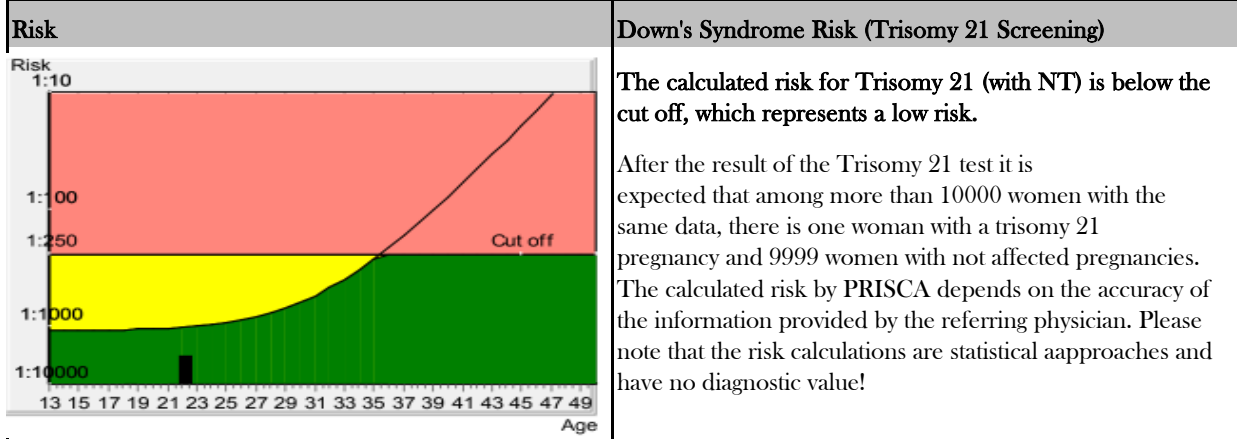 Risk
Down's Syndrome Risk (Trisomy 21 Screening)
Risk
1:10
1:100
1:250
Cut off
1:1000
1:10000
13 15 17 19 21 23 25 27 29 31 33 35 37 39 41 43 45 47 49
Age
The calculated risk for Trisomy 21 (with NT) is below the
cut off, which represents a low risk.
After the result of the Trisomy 21 test it is
expected that among more than 10000 women with the
same data, there is one woman with a trisomy 21
pregnancy and 9999 women with not affected pregnancies.
The calculated risk by PRISCA depends on the accuracy of
the information provided by the referring physician. Please
note that the risk calculations are statistical aapproaches and
have no diagnostic value!